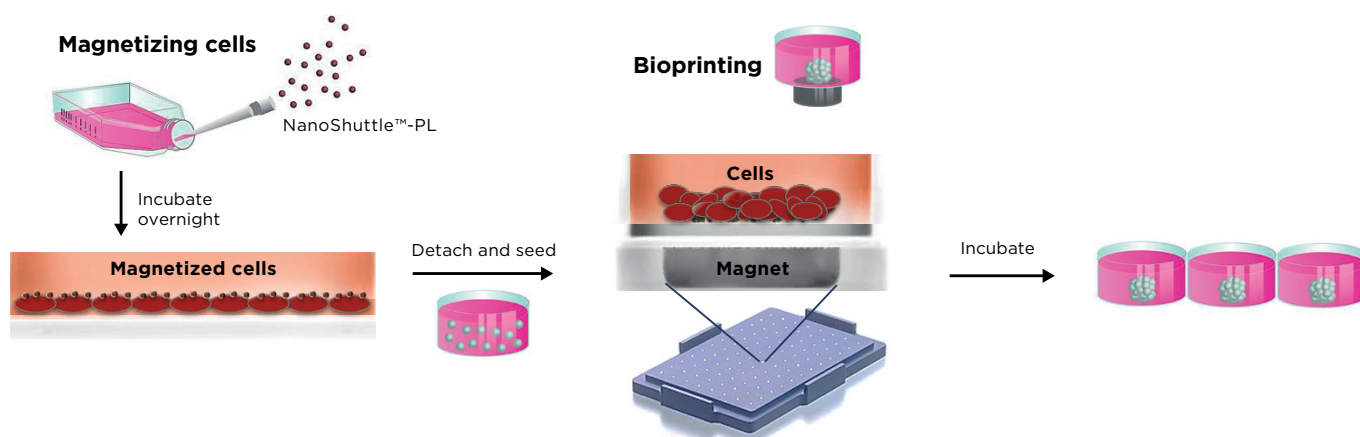 Magnetizing cells
NanoShuttle™-PL
Incubate
overnight
Magnetized cells
Detach and seed
Bioprinting
Cells
Magnet
Incubate